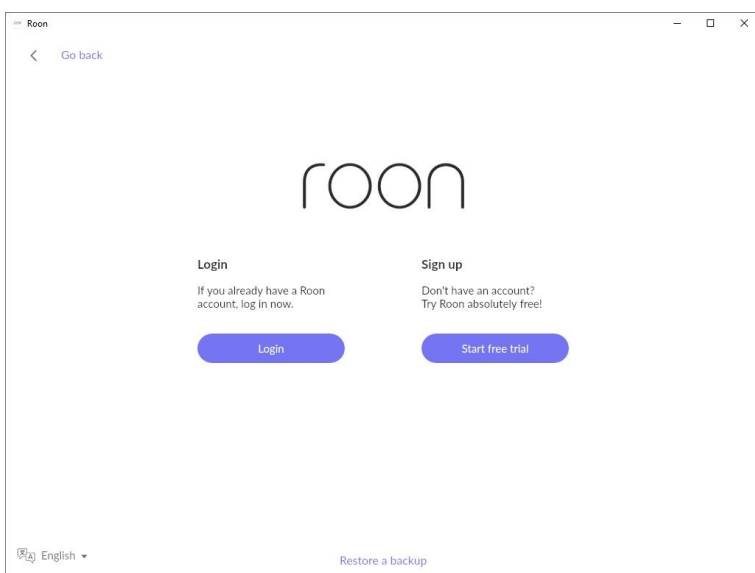 Roon
Go back
roon
Login
If you already have a Roon
account, log in now.
Login
Sign up
Don't have an account?
Try Roon absolutely free!
Start free trial
English
Restore a backup